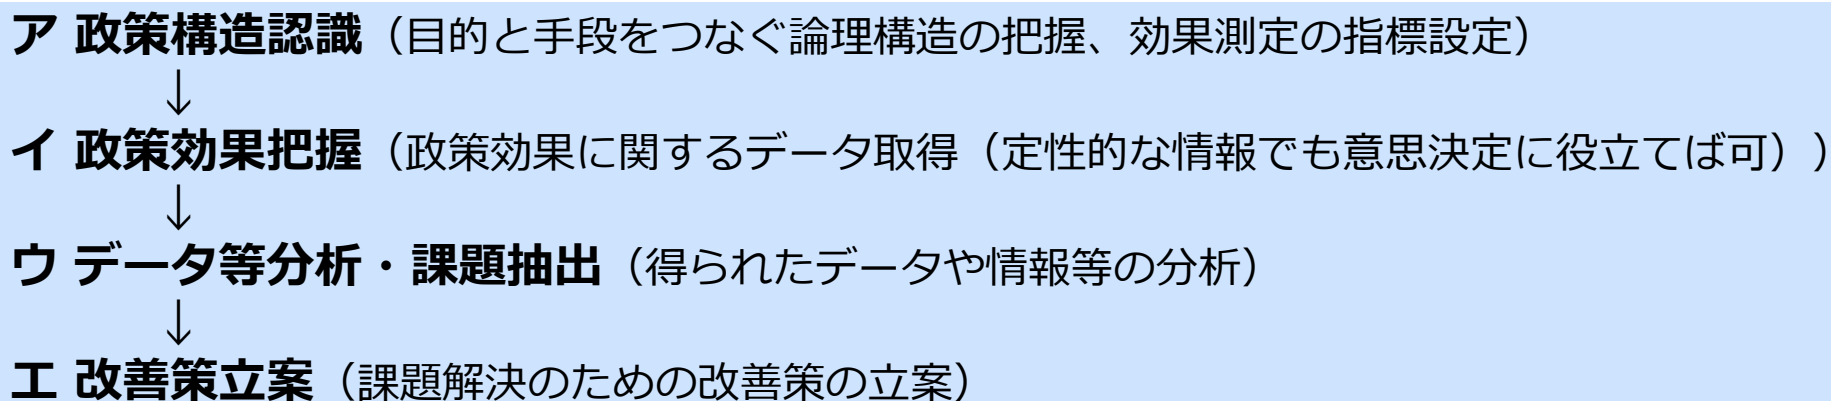 ア 政策構造認識（目的と手段をつなぐ論理構造の把握、効果測定の指標設定）
↓
イ 政策効果把握（政策効果に関するデータ取得（定性的な情報でも意思決定に役立てば可））
↓
ウ データ等分析・課題抽出（得られたデータや情報等の分析）
↓
エ 改善策立案（課題解決のための改善策の立案）